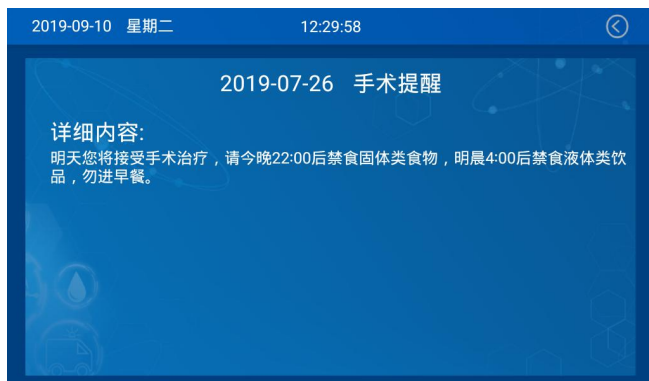 2019-09-10 星期二 12:29:58
2019-07-26 手术提醒
详细内容:
明天您将接受手术治疗，请今晚22:00后禁食固体类食物，明晨4:00后禁食液体类饮
品，勿进早餐。